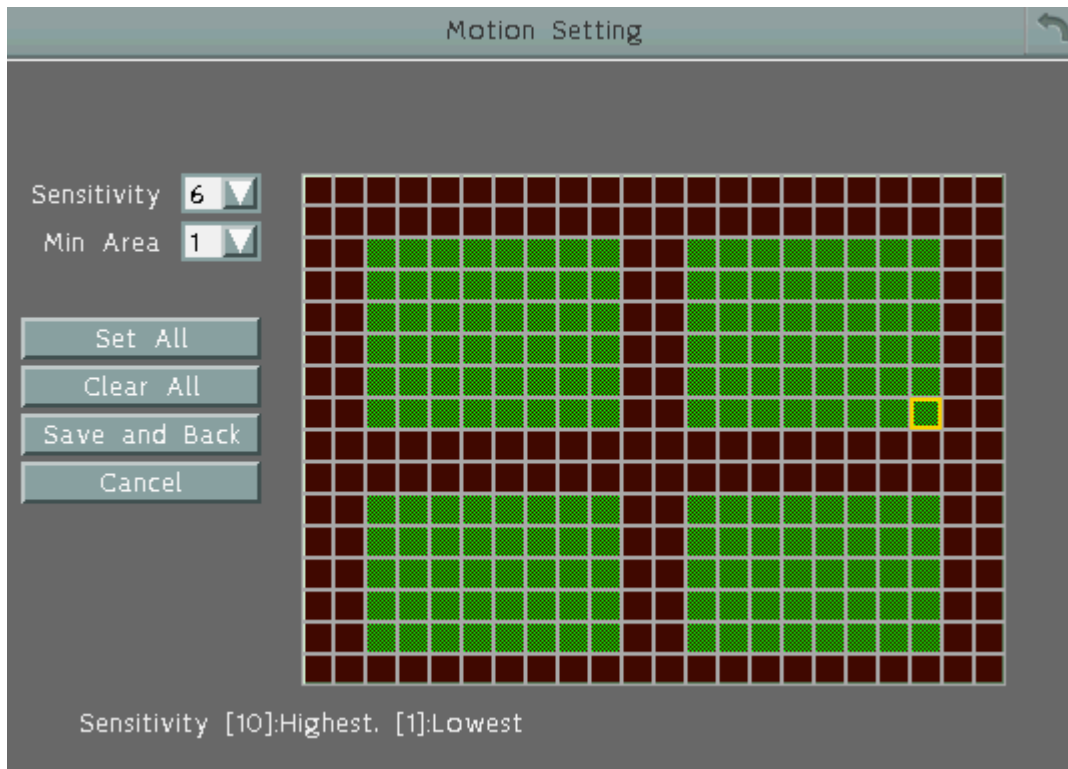 Motion Setting
Sensitivity 6
Min Area 1
Set All
Clear All
Save and Back
Cancel
Sensitivity [10]:Highest. [1]:Lowest